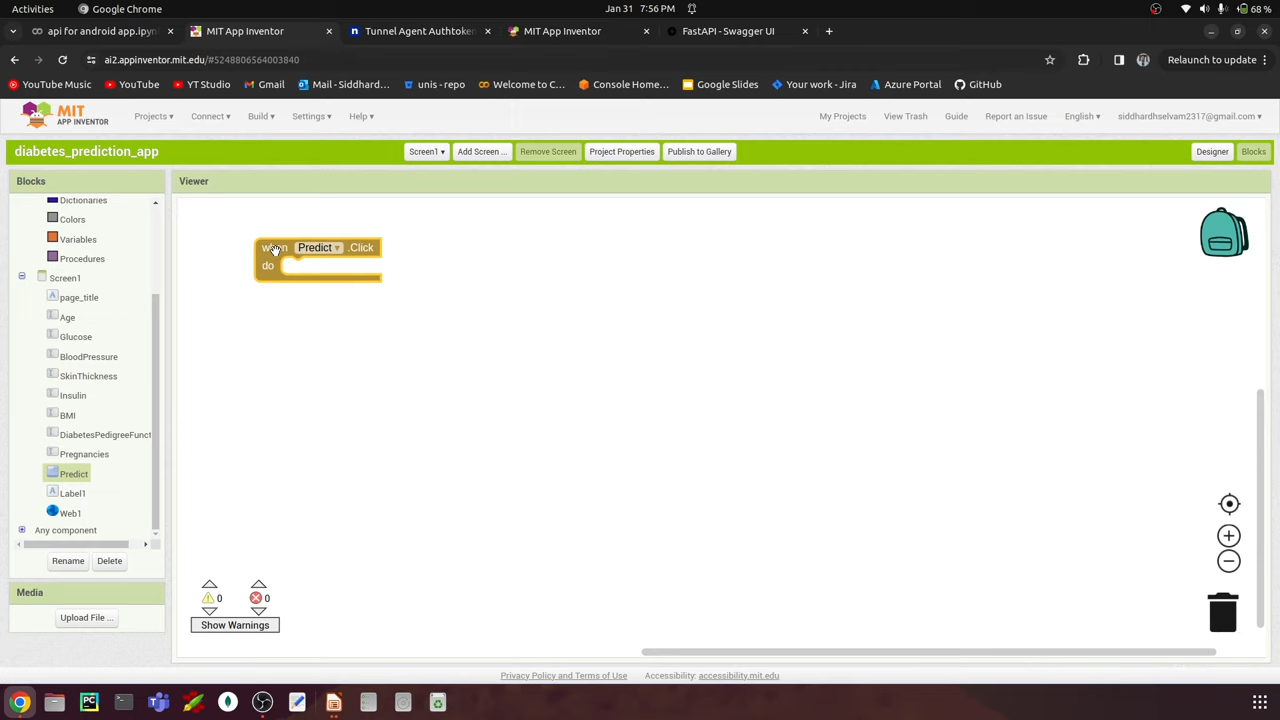 Activities
Google Chrome
Jan 31 7:56 PM
68 %
api for android app.ipyn
MIT App Inventor
Tunnel Agent Authtoken
MIT App Inventor
FastAPI - Swagger UI
ai2.appinventor.mit.edu/#5248806564003840
Relaunch to update
YouTube Music
YouTube
YT Studio
Gmail
Mail - Siddhard...
unis - repo
Welcome to C...
Console Home...
Google Slides
Your work - Jira
Azure Portal
GitHub
MIT
APP INVENTOR
Projects
Connect
Build
Settings
Help
My Projects
View Trash
Guide
Report an Issue
English
siddhardhselvam2317@gmail.com
diabetes_prediction_app
Screen1
Add Screen ...
Remove Screen
Project Properties
Publish to Gallery
Designer
Blocks
Blocks
Viewer
Dictionaries
Colors
Variables
Procedures
Screen1
page_title
Age
Glucose
BloodPressure
SkinThickness
Insulin
BMI
DiabetesPedigreeFunct
Pregnancies
Predict
Label1
Web1
Any component
Rename
Delete
Media
Upload File ...
when Predict .Click
do
0
0
Show Warnings
Privacy Policy and Terms of Use
Accessibility: accessibility.mit.edu